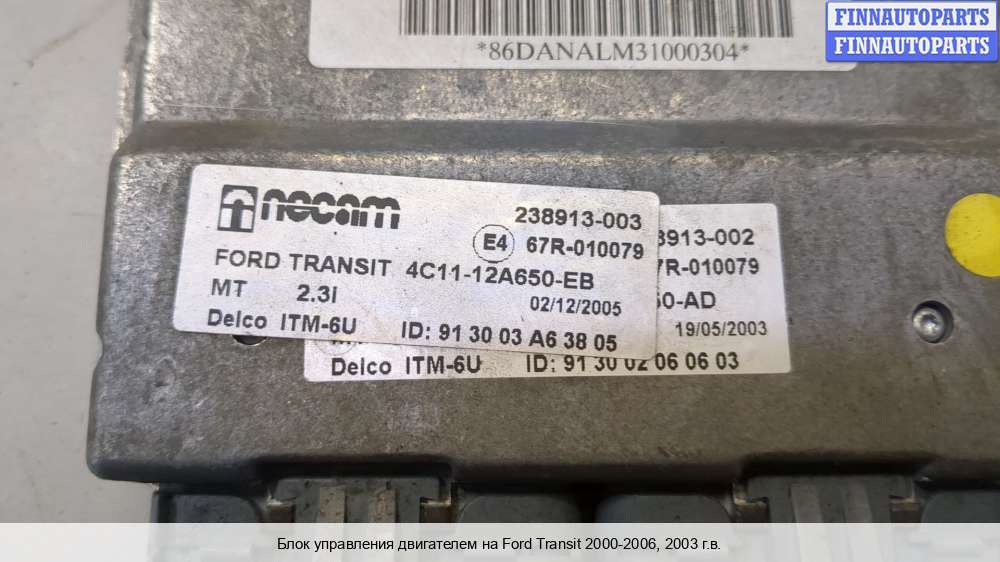 FINNAUTOPARTS
FINNAUTOPARTS
*86DANALM31000304*
necam 238913-003
E4 67R-010079
FORD TRANSIT 4C11-12A650-EB
MT 2.3l 02/12/2005
Delco ITM-6U ID: 91 30 03 A6 38 05
8913-002
7R-010079
50-AD
19/05/2003
Delco ITM-6U ID: 91 30 02 06 06 03
Блок управления двигателем на Ford Transit 2000-2006, 2003 г.в.